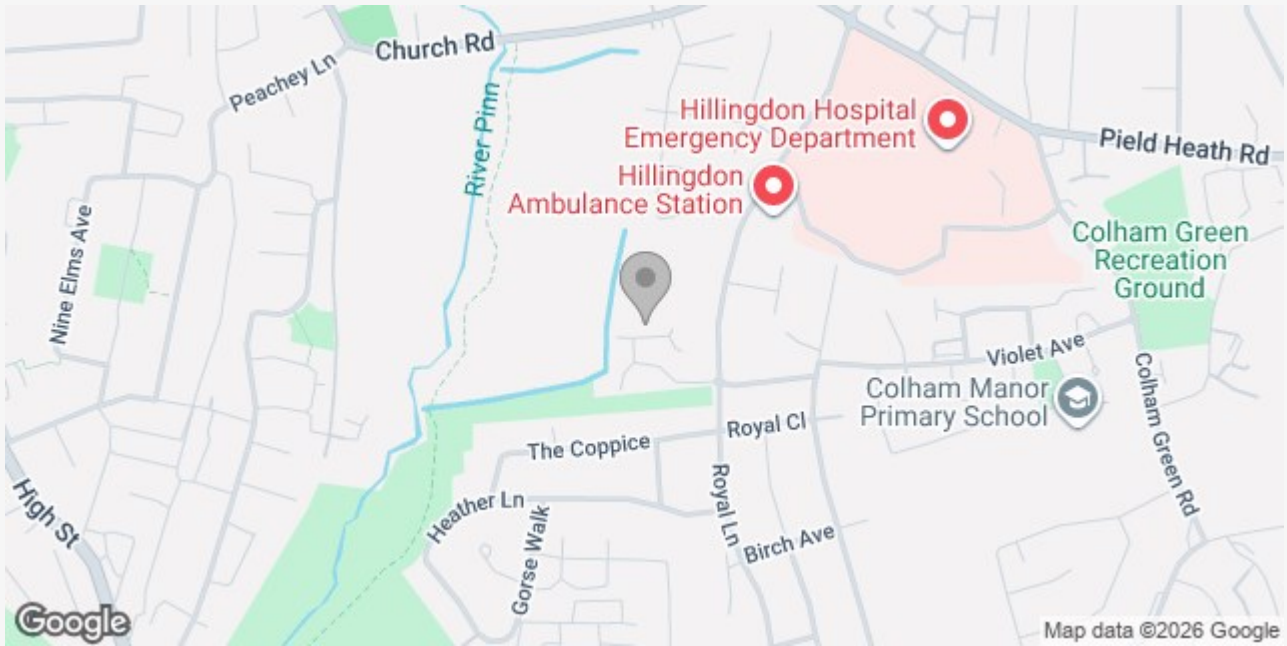 Church Rd
Peachey Ln
River Pinn
Hillingdon Hospital
Emergency Department
Pield Heath Rd
Hillingdon
Ambulance Station
Colham Green
Recreation
Ground
Nine Elms Ave
Violet Ave
Colham Manor
Primary School
Colham Green Rd
Royal Cl
The Coppice
Heather Ln
Royal Ln
High St
Gorse Walk
Birch Ave
Google
Map data ©2026 Google